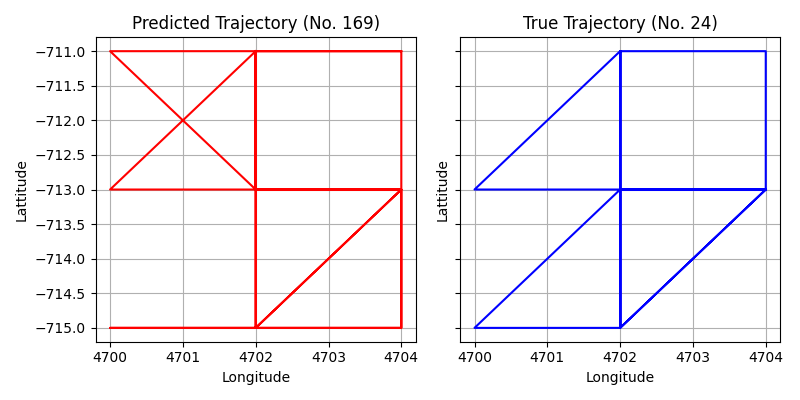 Predicted Trajectory (No. 169)
True Trajectory (No. 24)
−711.0
−711.5
−712.0
−712.5
−713.0
−713.5
−714.0
−714.5
−715.0
Lattitude
Lattitude
4700 4701 4702 4703 4704
4700 4701 4702 4703 4704
Longitude
Longitude